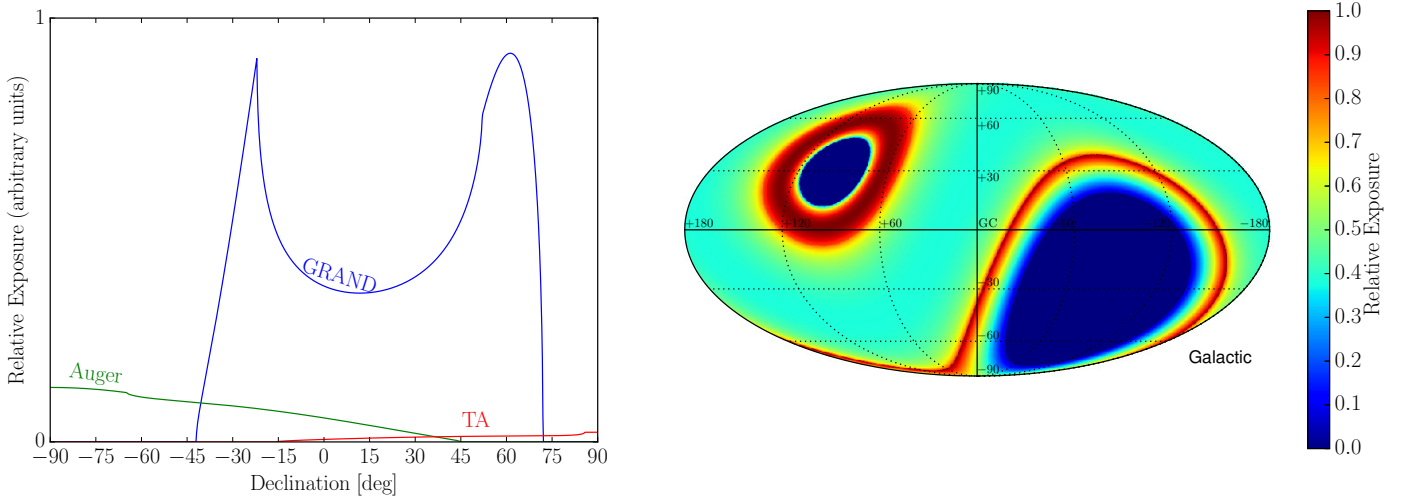 Relative Exposure (arbitrary units)
1
0
GRAND
Auger
TA
−90 −75 −60 −45 −30 −15 0 15 30 45 60 75 90
Declination [deg]
+90
+60
+30
+180 +120 +60 GC −60 −120 −180
−30
−60
−90
Galactic
1.0
0.9
0.8
0.7
0.6
0.5
0.4
0.3
0.2
0.1
0.0
Relative Exposure